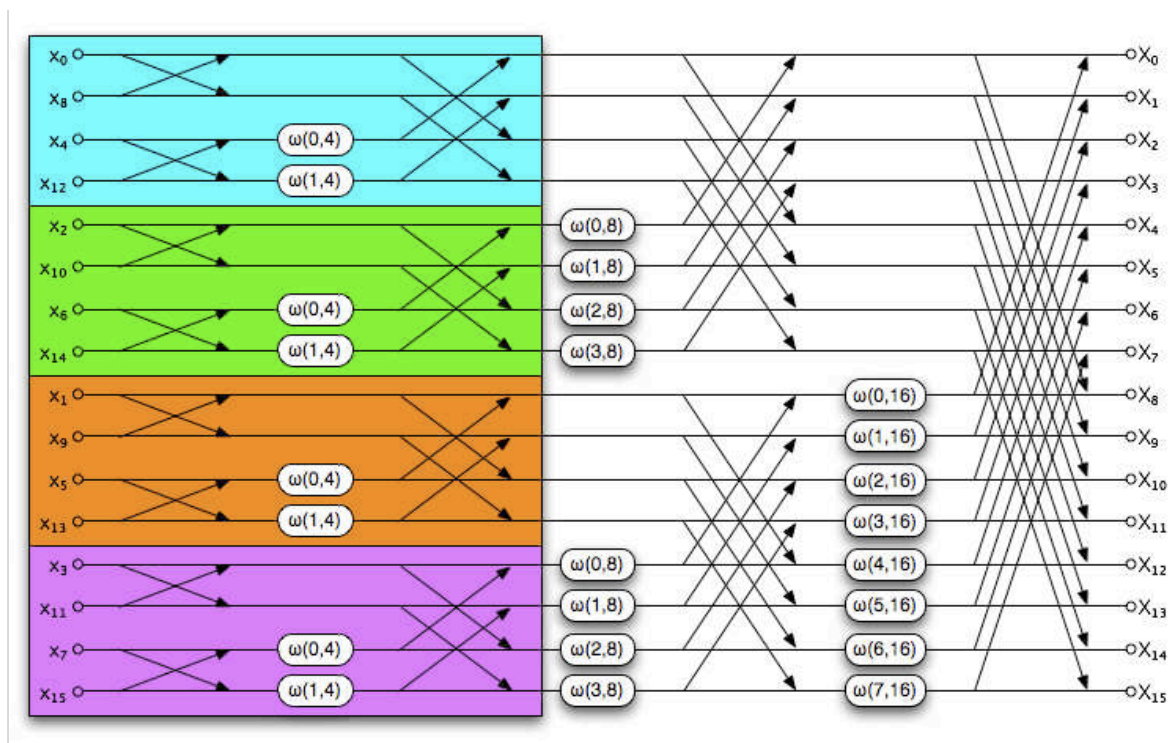 x₀ X₀
x₈ X₁
x₄ ω(0,4) X₂
x₁₂ ω(1,4) X₃
x₂ ω(0,8) X₄
x₁₀ ω(1,8) X₅
x₆ ω(0,4) ω(2,8) X₆
x₁₄ ω(1,4) ω(3,8) X₇
x₁ ω(0,16) X₈
x₉ ω(1,16) X₉
x₅ ω(0,4) ω(2,16) X₁₀
x₁₃ ω(1,4) ω(3,16) X₁₁
x₃ ω(0,8) ω(4,16) X₁₂
x₁₁ ω(1,8) ω(5,16) X₁₃
x₇ ω(0,4) ω(2,8) ω(6,16) X₁₄
x₁₅ ω(1,4) ω(3,8) ω(7,16) X₁₅